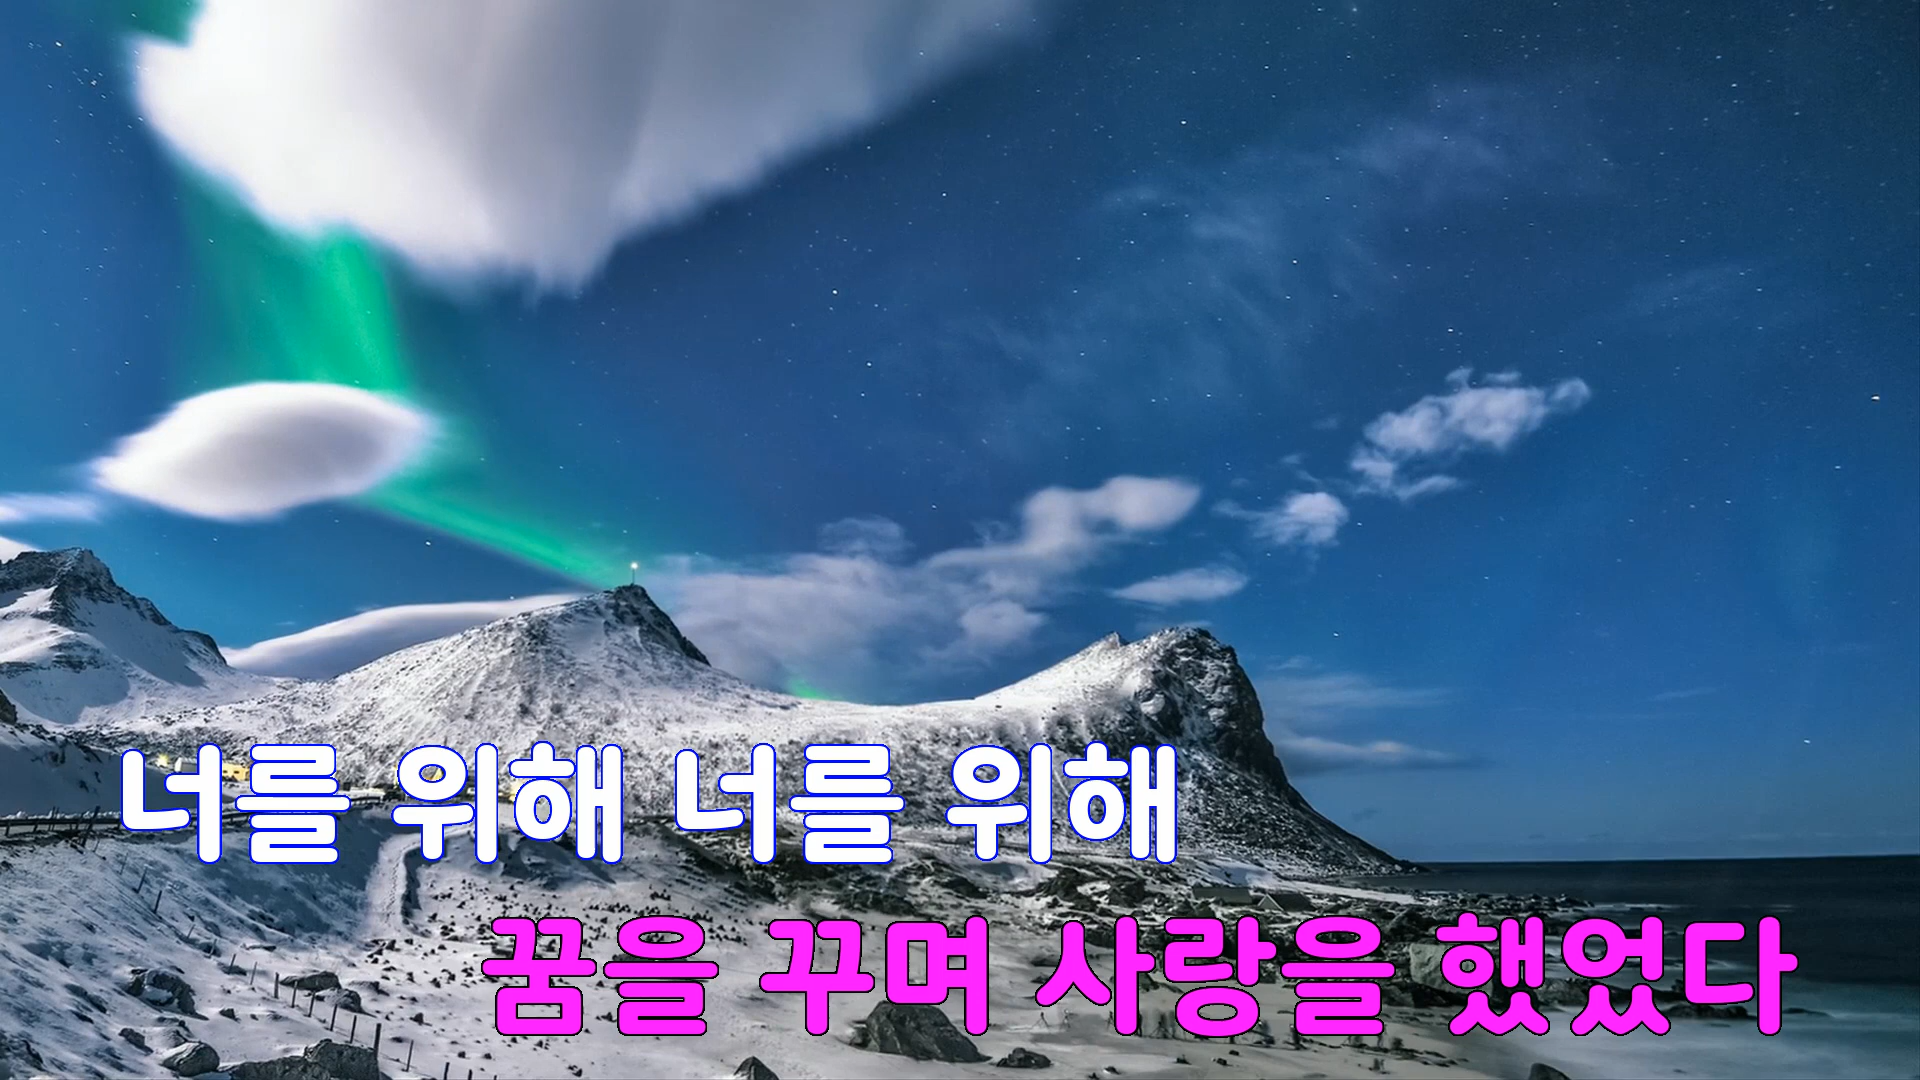 너를 위해 너를 위해
꿈을 꾸며 사랑을 했었다